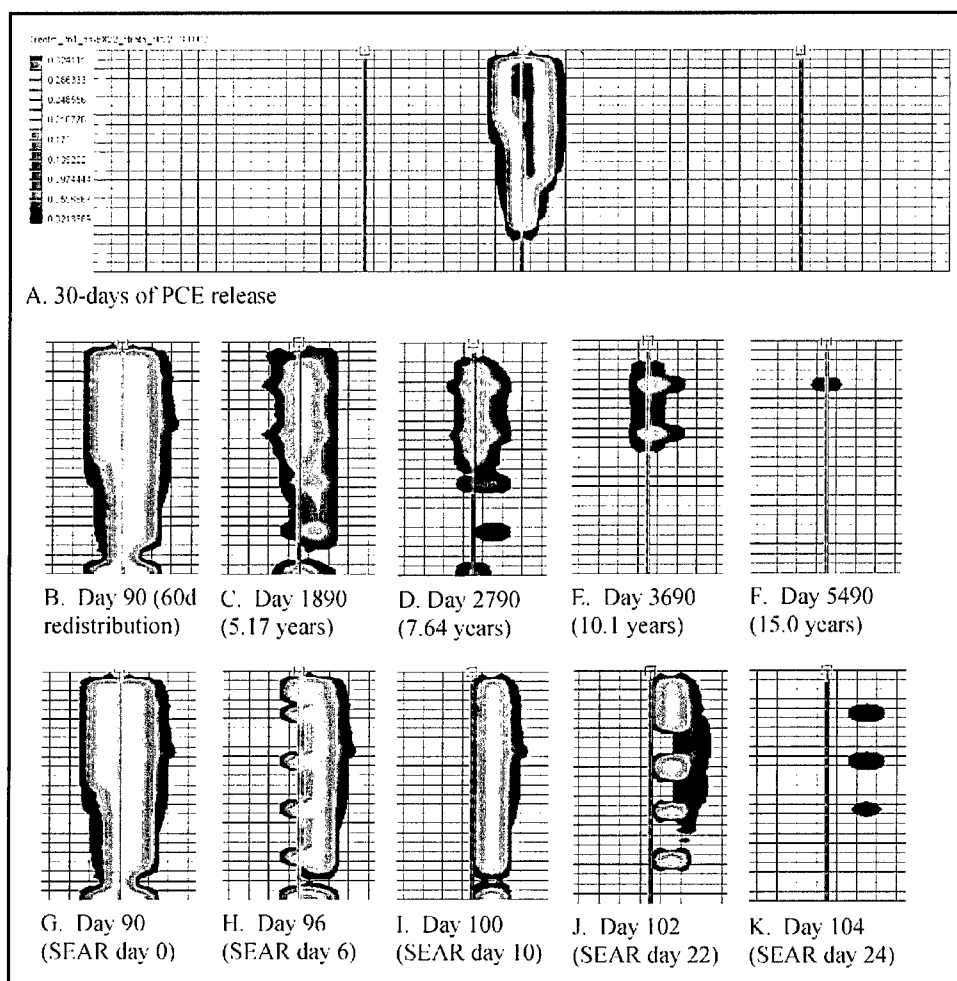 A. 30-days of PCE release
B. Day 90 (60d redistribution)
C. Day 1890 (5.17 years)
D. Day 2790 (7.64 years)
E. Day 3690 (10.1 years)
F. Day 5490 (15.0 years)
G. Day 90 (SEAR day 0)
H. Day 96 (SEAR day 6)
I. Day 100 (SEAR day 10)
J. Day 102 (SEAR day 22)
K. Day 104 (SEAR day 24)